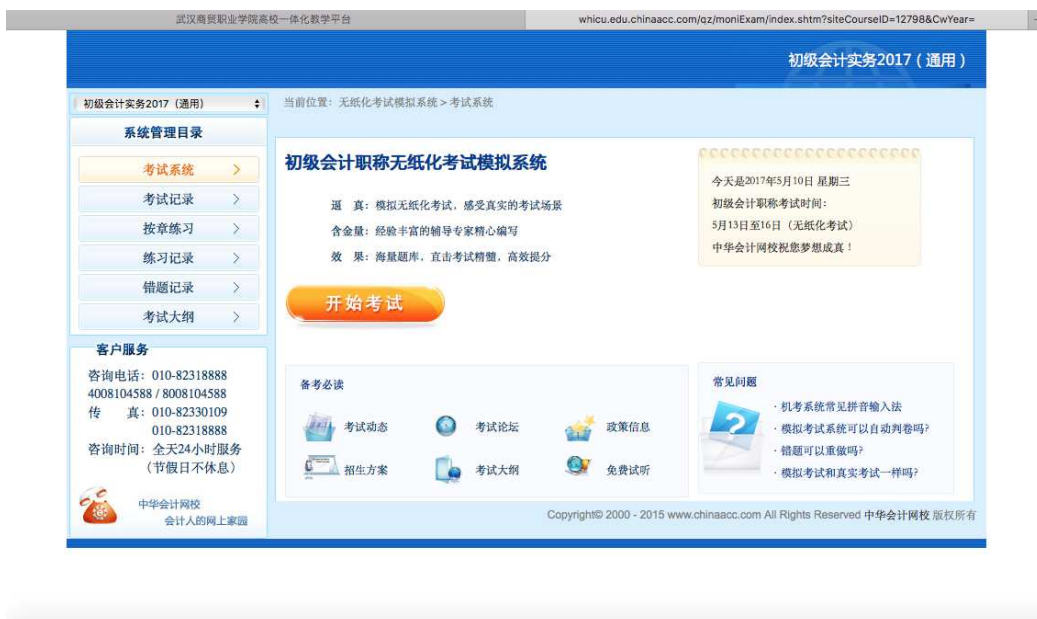 武汉商贸职业学院高校一体化教学平台
whicu.edu.chinaacc.com/qz/moniExam/index.shtm?siteCourseID=12798&CwYear=
初级会计实务2017（通用）
初级会计实务2017（通用）
当前位置：无纸化考试模拟系统>考试系统
系统管理目录
考试系统
考试记录
按章练习
练习记录
错题记录
考试大纲
初级会计职称无纸化考试模拟系统
逼 真：模拟无纸化考试，感受真实的考试场景
含金量：经验丰富的辅导专家精心编写
效 果：海量题库，直击考试精髓，高效提分
开始考试
今天是2017年5月10日 星期三
初级会计职称考试时间：
5月13日至16日（无纸化考试）
中华会计网校祝您梦想成真！
客户服务
咨询电话：010-82318888
4008104588 / 8008104588
传 真：010-82330109
010-82318888
咨询时间：全天24小时服务
（节假日不休息）
中华会计网校
会计人的网上家园
备考必读
考试动态 考试论坛 政策信息
招生方案 考试大纲 免费试听
常见问题
· 机考系统常见拼音输入法
· 模拟考试系统可以自动判卷吗?
· 错题可以重做吗?
· 模拟考试和真实考试一样吗?
Copyright© 2000 - 2015 www.chinaacc.com All Rights Reserved 中华会计网校 版权所有